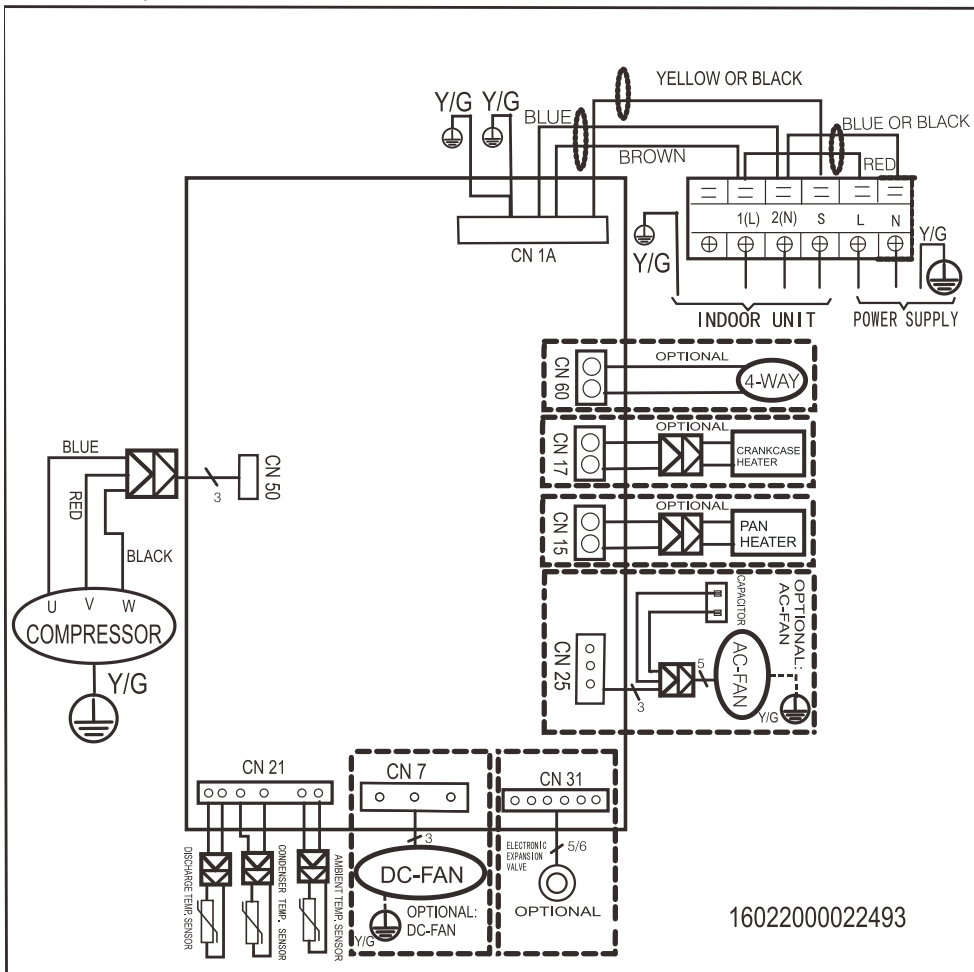 YELLOW OR BLACK
Y/G
Y/G
BLUE
BLUE OR BLACK
BROWN
RED
1(L)
2(N)
S
L
N
CN 1A
Y/G
Y/G
INDOOR UNIT
POWER SUPPLY
CN 60
OPTIONAL
4-WAY
CN 17
OPTIONAL
CRANKCASE
HEATER
CN 15
OPTIONAL
PAN
HEATER
BLUE
RED
BLACK
3
CN 50
U
V
W
COMPRESSOR
Y/G
CN 25
3
5
CAPACITOR
AC-FAN
OPTIONAL:
AC-FAN
Y/G
CN 21
DISCHARGE TEMP. SENSOR
CONDENSER TEMP. SENSOR
AMBIENT TEMP. SENSOR
CN 7
3
DC-FAN
OPTIONAL:
DC-FAN
Y/G
CN 31
ELECTRONIC
EXPANSION
VALVE
5/6
OPTIONAL
16022000022493